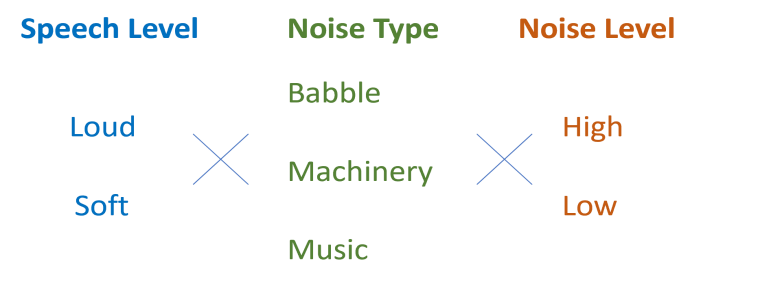 Speech Level Noise Type Noise Level
Babble
Loud High
Machinery
Soft Low
Music